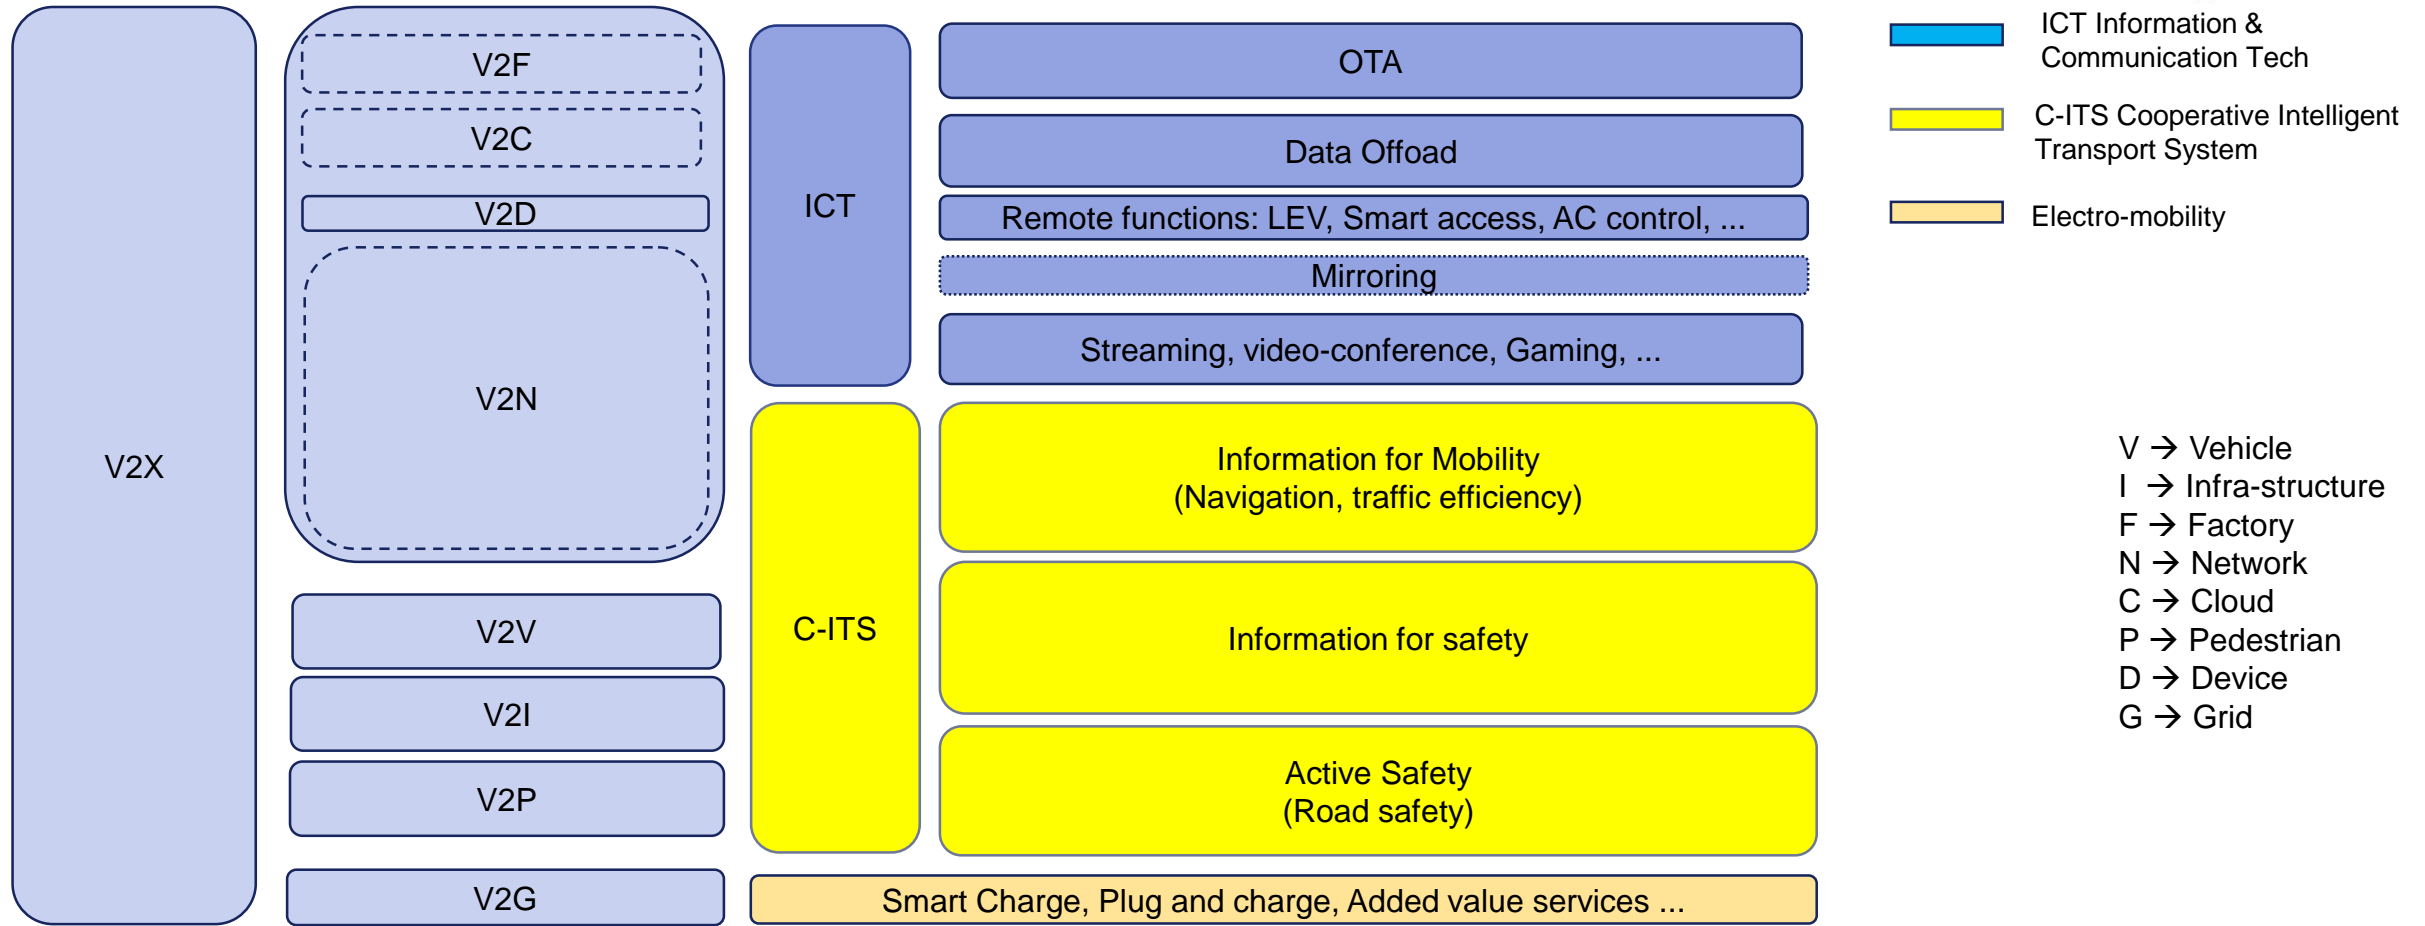 V2X
V2F
V2C
V2D
V2N
V2V
V2I
V2P
V2G
ICT
C-ITS
OTA
Data Offoad
Remote functions: LEV, Smart access, AC control, ...
Mirroring
Streaming, video-conference, Gaming, ...
Information for Mobility
(Navigation, traffic efficiency)
Information for safety
Active Safety
(Road safety)
Smart Charge, Plug and charge, Added value services ...
ICT Information &
Communication Tech
C-ITS Cooperative Intelligent
Transport System
Electro-mobility
V → Vehicle
I → Infra-structure
F → Factory
N → Network
C → Cloud
P → Pedestrian
D → Device
G → Grid